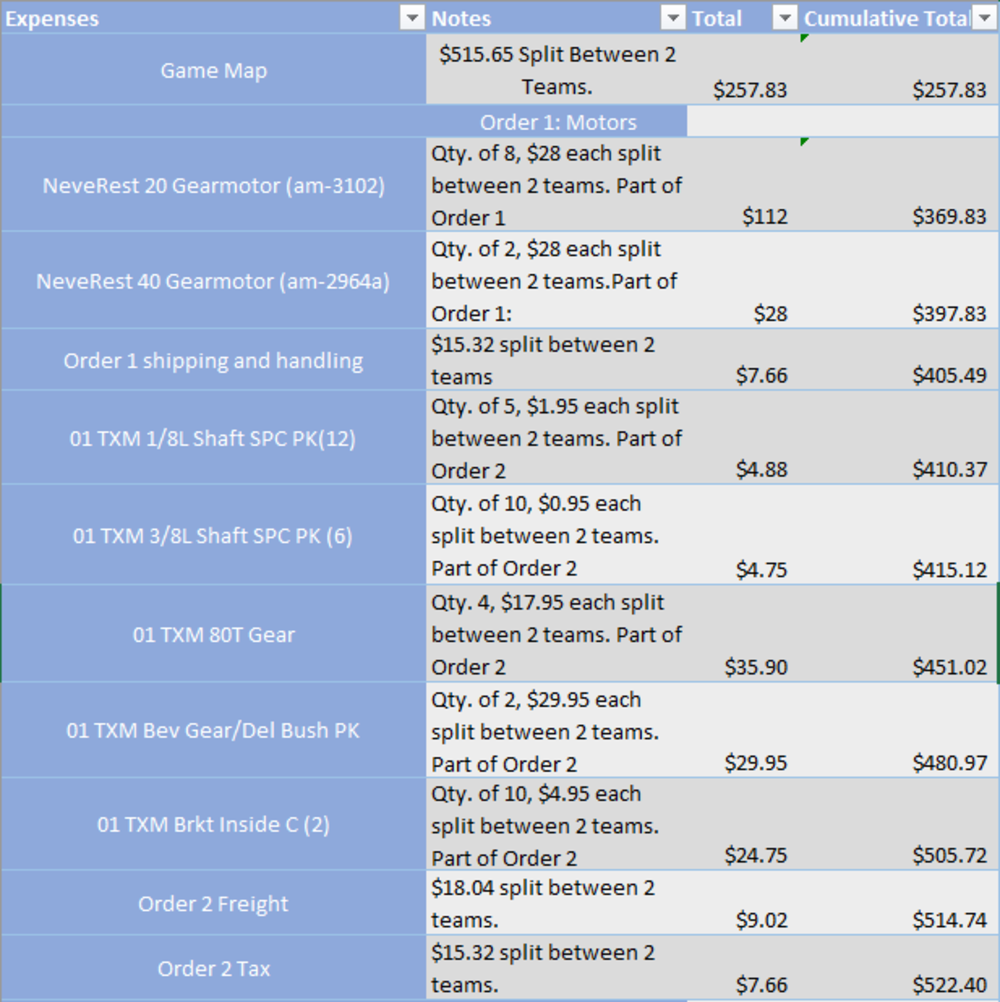 Expenses Notes Total Cumulative Total
Game Map
$515.65 Split Between 2
Teams.
$257.83 $257.83
Order 1: Motors
NeveRest 20 Gearmotor (am-3102)
Qty. of 8, $28 each split
between 2 teams. Part of
Order 1
$112 $369.83
NeveRest 40 Gearmotor (am-2964a)
Qty. of 2, $28 each split
between 2 teams.Part of
Order 1:
$28 $397.83
Order 1 shipping and handling
$15.32 split between 2
teams
$7.66 $405.49
01 TXM 1/8L Shaft SPC PK(12)
Qty. of 5, $1.95 each split
between 2 teams. Part of
Order 2
$4.88 $410.37
01 TXM 3/8L Shaft SPC PK (6)
Qty. of 10, $0.95 each
split between 2 teams.
Part of Order 2
$4.75 $415.12
01 TXM 80T Gear
Qty. 4, $17.95 each split
between 2 teams. Part of
Order 2
$35.90 $451.02
01 TXM Bev Gear/Del Bush PK
Qty. of 2, $29.95 each
split between 2 teams.
Part of Order 2
$29.95 $480.97
01 TXM Brkt Inside C (2)
Qty. of 10, $4.95 each
split between 2 teams.
Part of Order 2
$24.75 $505.72
Order 2 Freight
$18.04 split between 2
teams.
$9.02 $514.74
Order 2 Tax
$15.32 split between 2
teams.
$7.66 $522.40